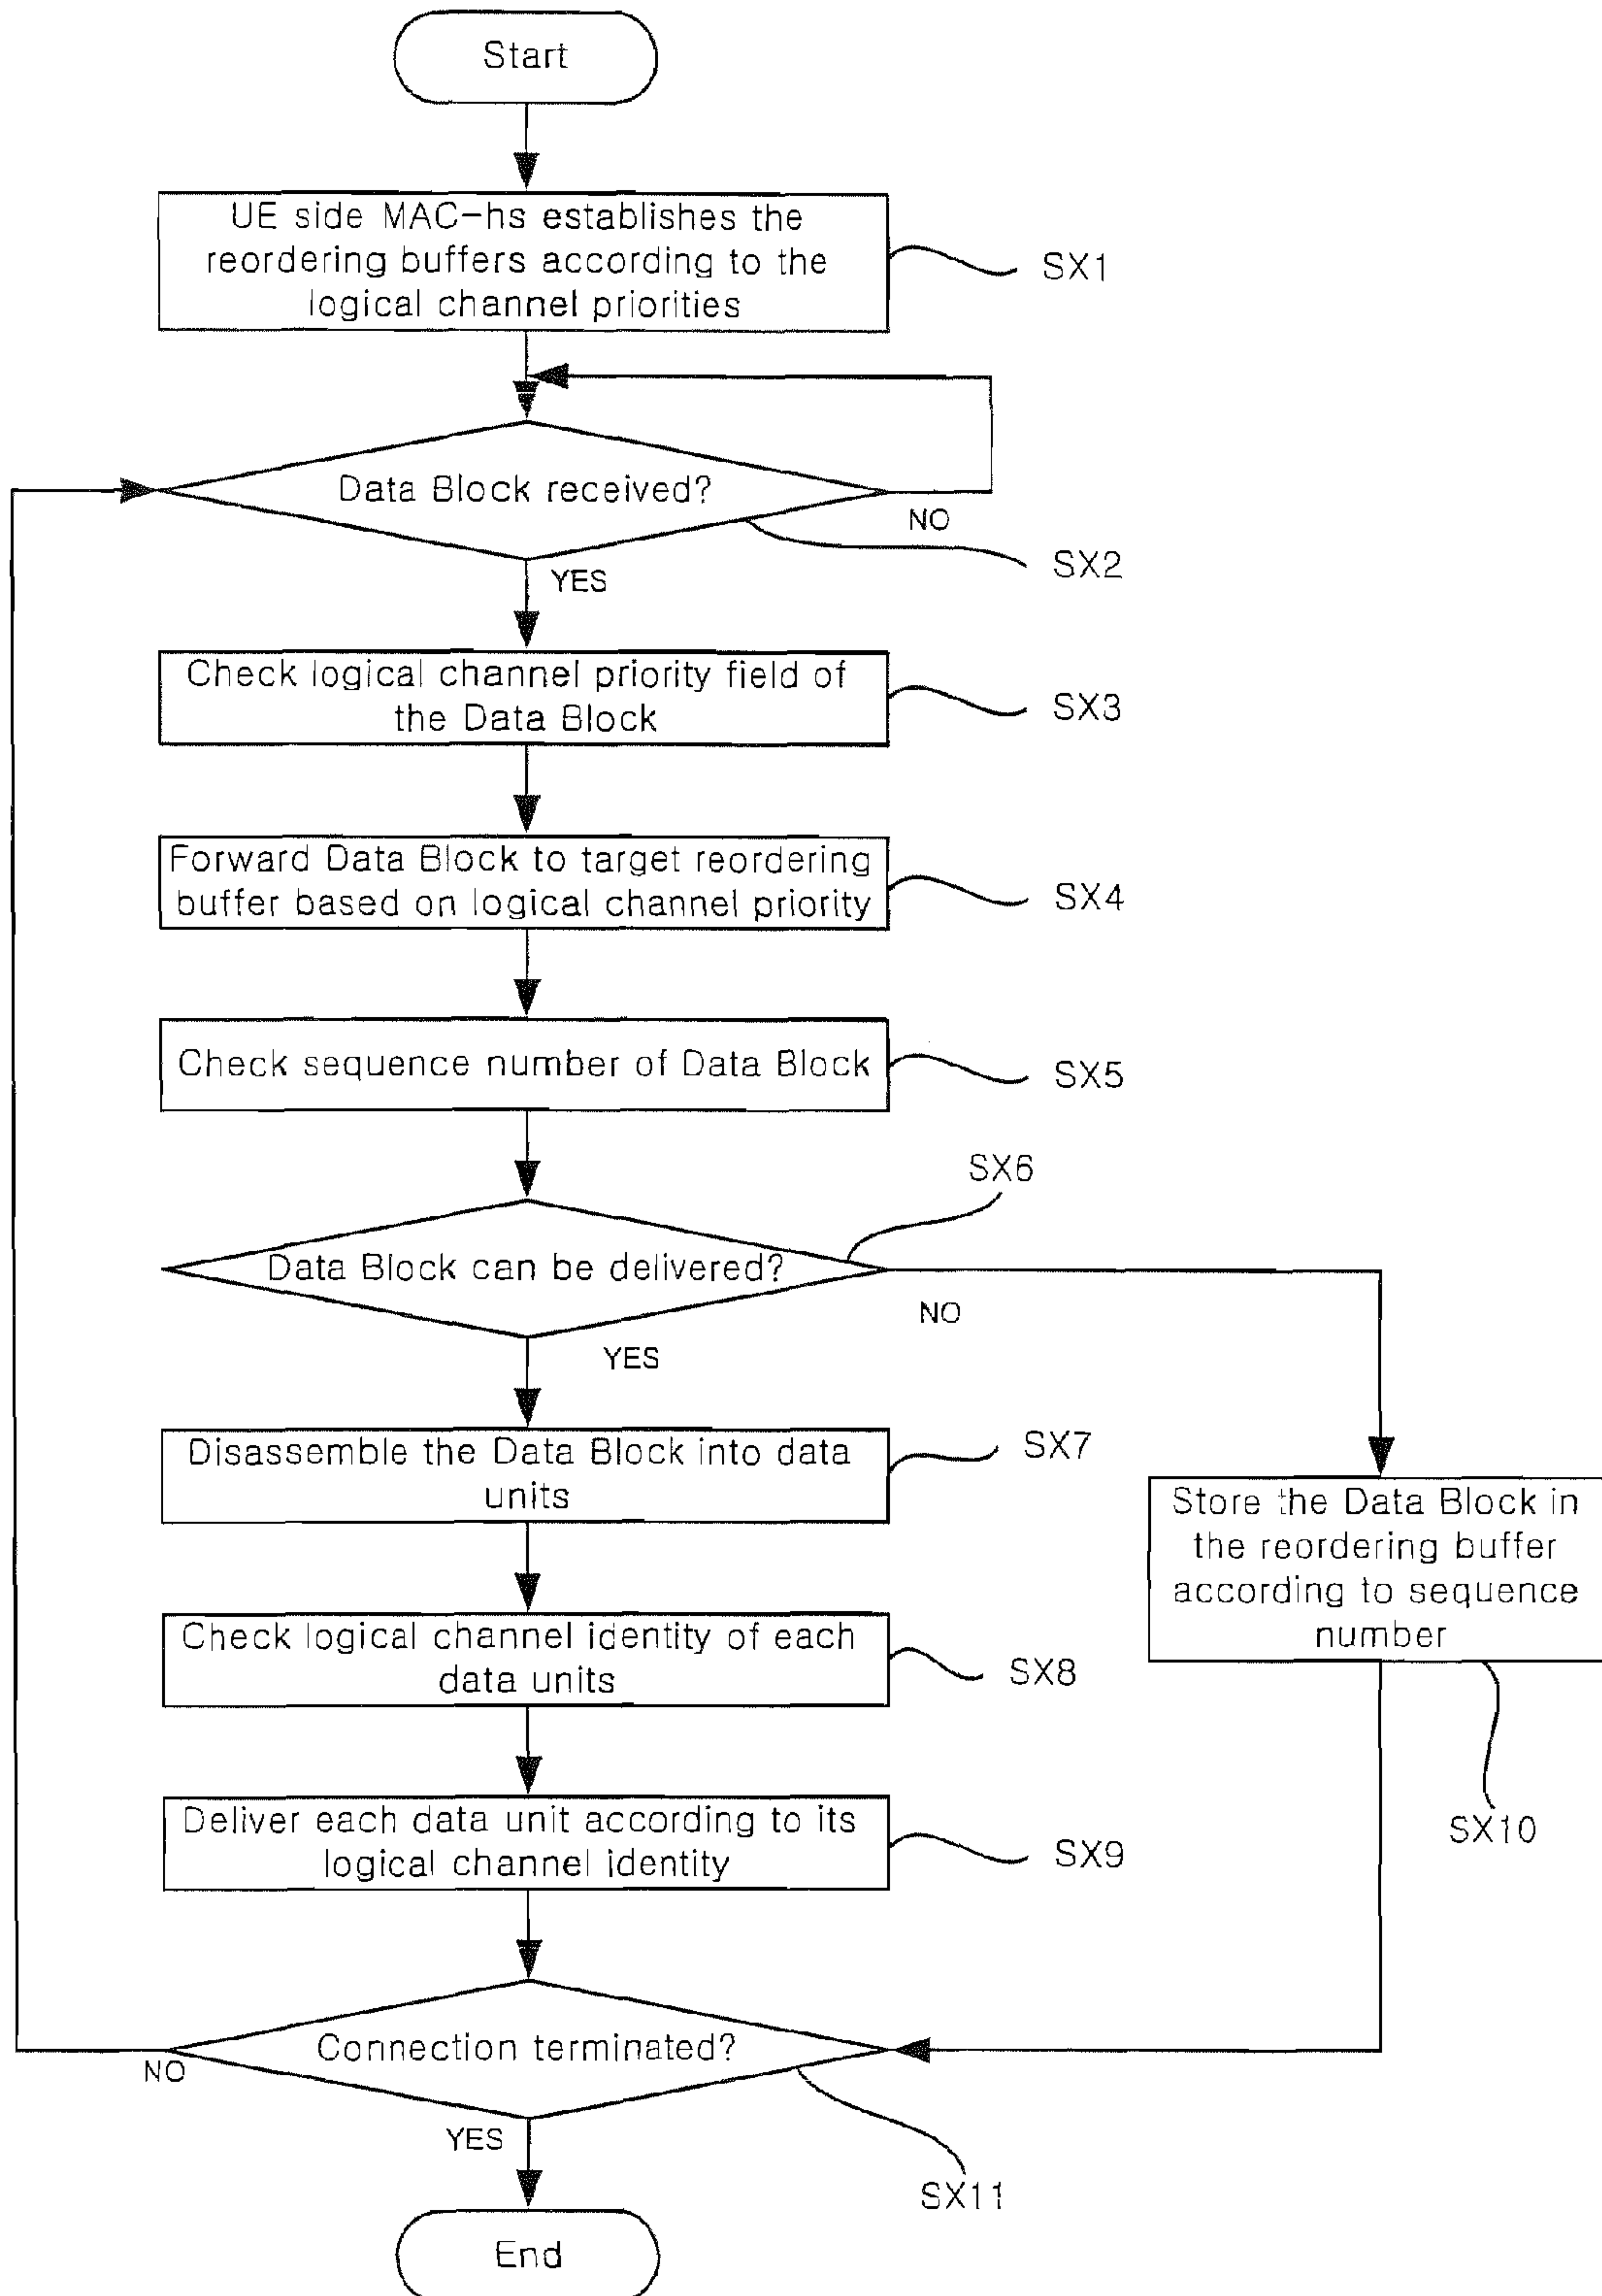 Start
UE side MAC-hs establishes the
reordering buffers according to the
logical channel priorities
SX1
Data Block received?
NO
SX2
YES
Check logical channel priority field of
the Data Block
SX3
Forward Data Block to target reordering
buffer based on logical channel priority
SX4
Check sequence number of Data Block
SX5
SX6
Data Block can be delivered?
NO
YES
Disassemble the Data Block into data
units
SX7
Store the Data Block in
the reordering buffer
according to sequence
number
Check logical channel identity of each
data units
SX8
SX10
Deliver each data unit according to its
logical channel identity
SX9
Connection terminated?
NO
YES
SX11
End